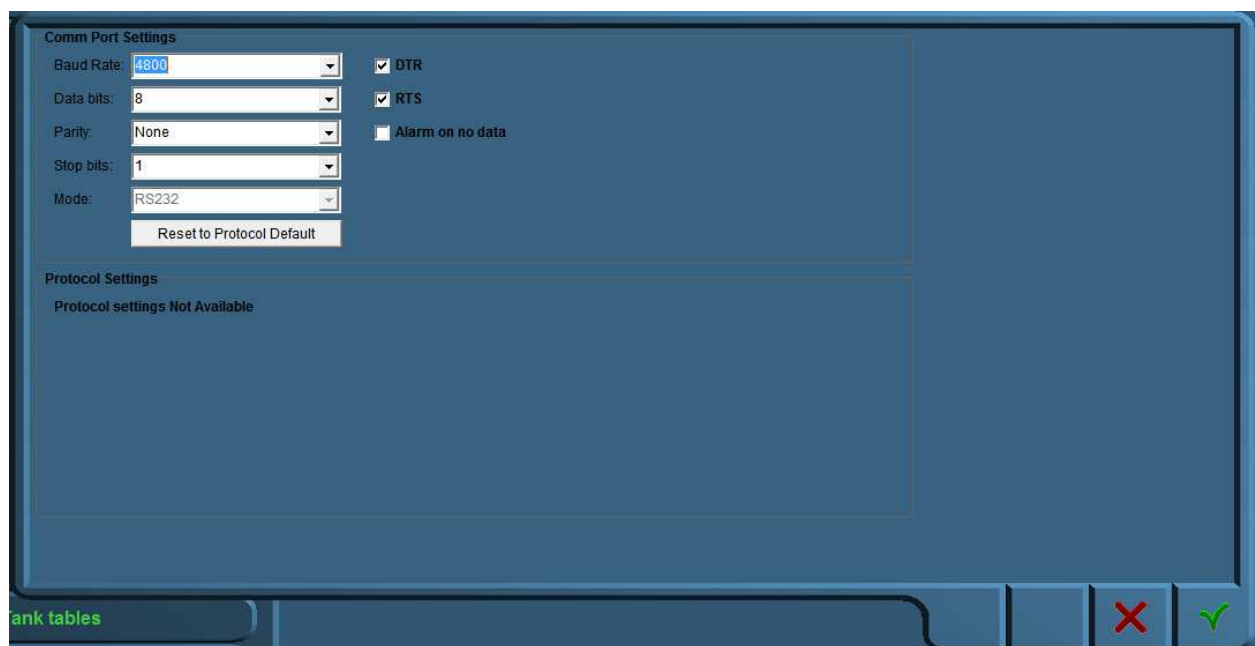 Comm Port Settings
Baud Rate: 4800 DTR
Data bits: 8 RTS
Parity: None Alarm on no data
Stop bits: 1
Mode: RS232
Reset to Protocol Default
Protocol Settings
Protocol settings Not Available
tables